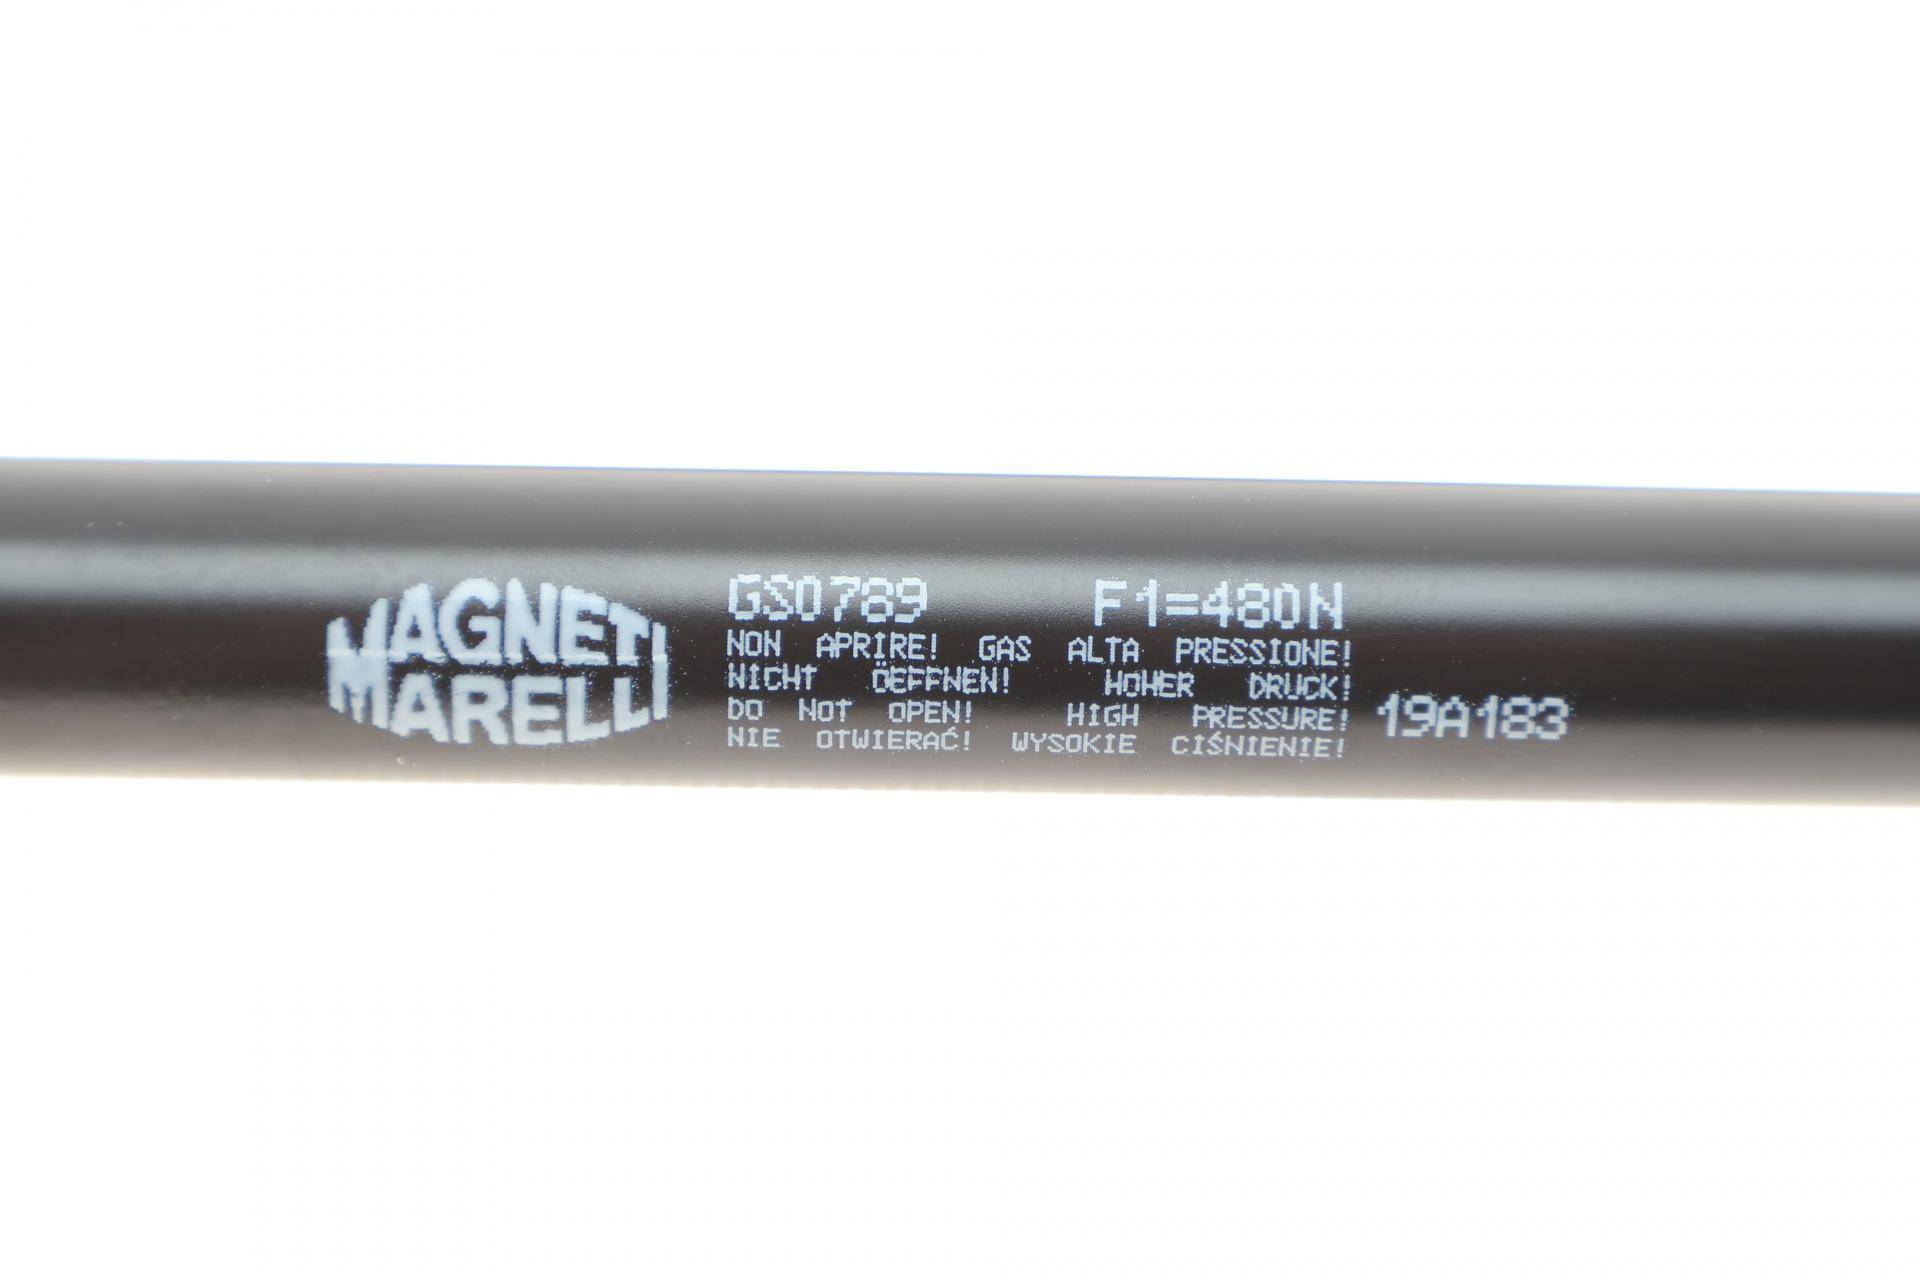 MAGNETI
MARELLI
GS0789 F1=480N
NON APRIRE! GAS ALTA PRESSIONE!
NICHT ÖEFFNEN! HOHER DRUCK!
DO NOT OPEN! HIGH PRESSURE!
NIE OTWIERAĆ! WYSOKIE CIŚNIENIE!
19A183